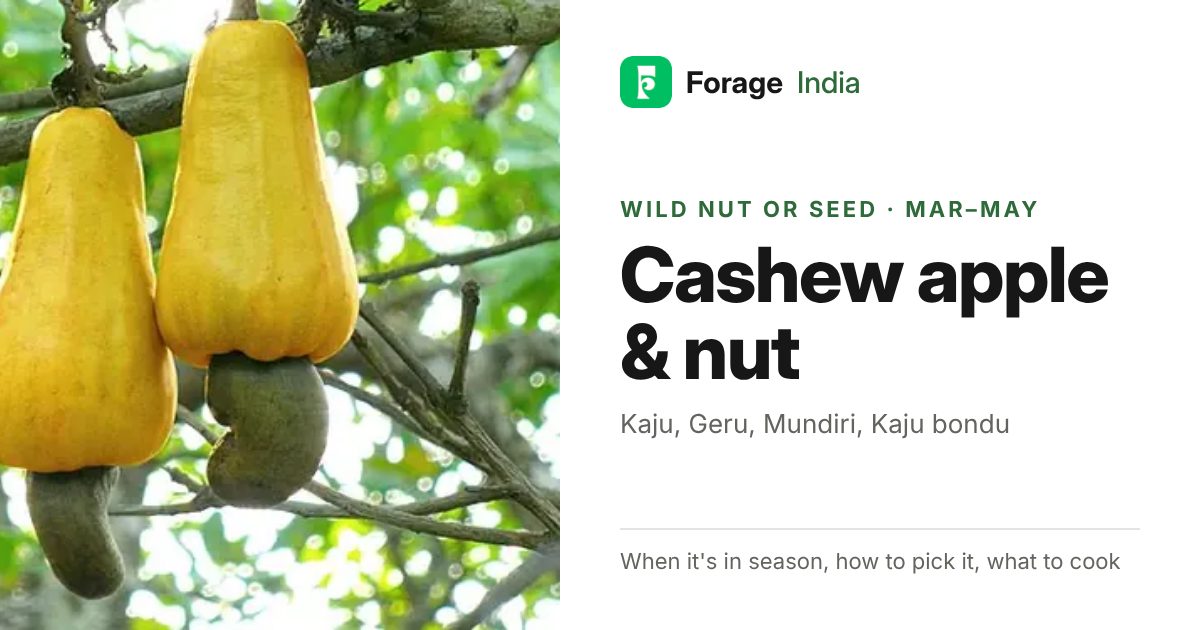 Forage India
WILD NUT OR SEED · MAR–MAY
Cashew apple
& nut
Kaju, Geru, Mundiri, Kaju bondu
When it's in season, how to pick it, what to cook